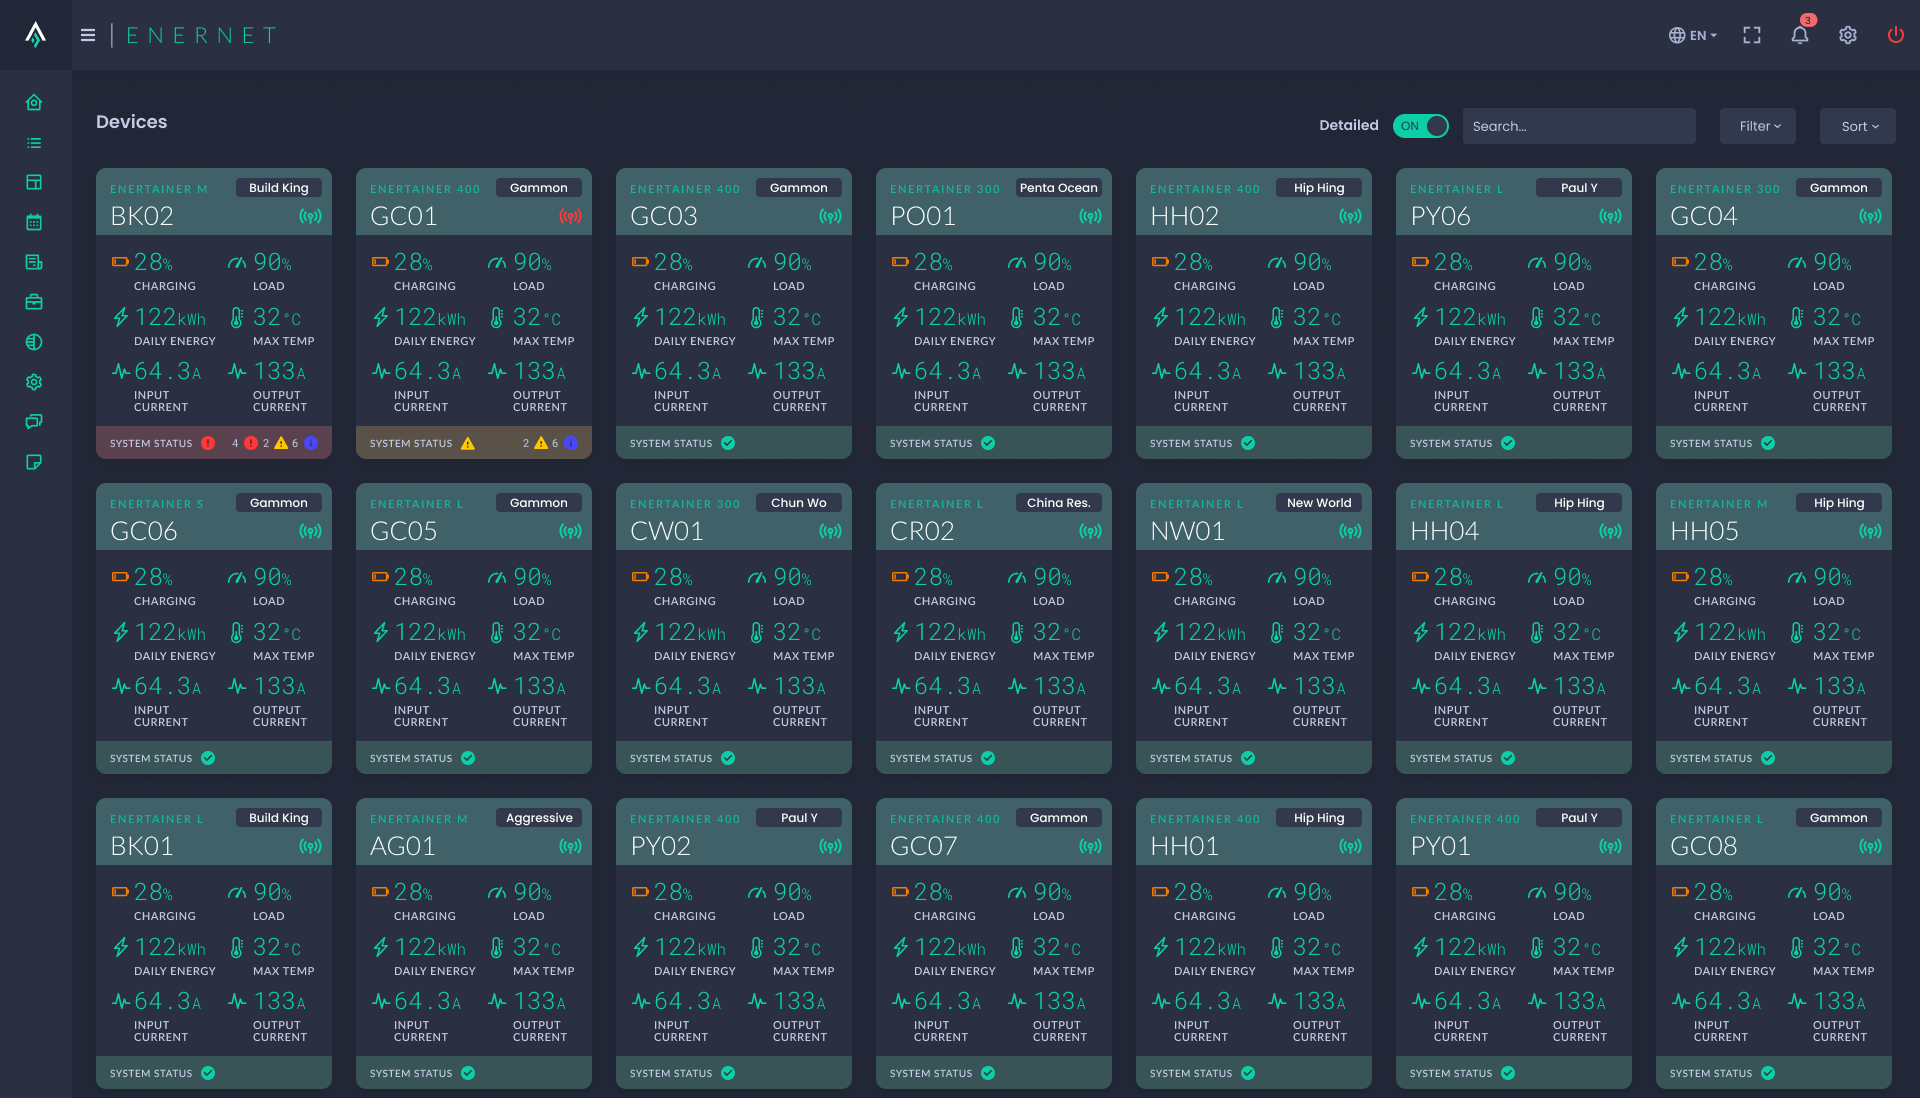 ENERNET
EN
3
Devices
Detailed
ON
Search...
Filter
Sort
ENERTAINER M Build King
BK02
28% 90%
CHARGING LOAD
122kWh 32°C
DAILY ENERGY MAX TEMP
64.3A 133A
INPUT CURRENT OUTPUT CURRENT
SYSTEM STATUS 4 2 6
ENERTAINER 400 Gammon
GC01
28% 90%
CHARGING LOAD
122kWh 32°C
DAILY ENERGY MAX TEMP
64.3A 133A
INPUT CURRENT OUTPUT CURRENT
SYSTEM STATUS 2 6
ENERTAINER 400 Gammon
GC03
28% 90%
CHARGING LOAD
122kWh 32°C
DAILY ENERGY MAX TEMP
64.3A 133A
INPUT CURRENT OUTPUT CURRENT
SYSTEM STATUS
ENERTAINER 300 Penta Ocean
PO01
28% 90%
CHARGING LOAD
122kWh 32°C
DAILY ENERGY MAX TEMP
64.3A 133A
INPUT CURRENT OUTPUT CURRENT
SYSTEM STATUS
ENERTAINER 400 Hip Hing
HH02
28% 90%
CHARGING LOAD
122kWh 32°C
DAILY ENERGY MAX TEMP
64.3A 133A
INPUT CURRENT OUTPUT CURRENT
SYSTEM STATUS
ENERTAINER L Paul Y
PY06
28% 90%
CHARGING LOAD
122kWh 32°C
DAILY ENERGY MAX TEMP
64.3A 133A
INPUT CURRENT OUTPUT CURRENT
SYSTEM STATUS
ENERTAINER 300 Gammon
GC04
28% 90%
CHARGING LOAD
122kWh 32°C
DAILY ENERGY MAX TEMP
64.3A 133A
INPUT CURRENT OUTPUT CURRENT
SYSTEM STATUS
ENERTAINER S Gammon
GC06
28% 90%
CHARGING LOAD
122kWh 32°C
DAILY ENERGY MAX TEMP
64.3A 133A
INPUT CURRENT OUTPUT CURRENT
SYSTEM STATUS
ENERTAINER L Gammon
GC05
28% 90%
CHARGING LOAD
122kWh 32°C
DAILY ENERGY MAX TEMP
64.3A 133A
INPUT CURRENT OUTPUT CURRENT
SYSTEM STATUS
ENERTAINER 300 Chun Wo
CW01
28% 90%
CHARGING LOAD
122kWh 32°C
DAILY ENERGY MAX TEMP
64.3A 133A
INPUT CURRENT OUTPUT CURRENT
SYSTEM STATUS
ENERTAINER L China Res.
CR02
28% 90%
CHARGING LOAD
122kWh 32°C
DAILY ENERGY MAX TEMP
64.3A 133A
INPUT CURRENT OUTPUT CURRENT
SYSTEM STATUS
ENERTAINER L New World
NW01
28% 90%
CHARGING LOAD
122kWh 32°C
DAILY ENERGY MAX TEMP
64.3A 133A
INPUT CURRENT OUTPUT CURRENT
SYSTEM STATUS
ENERTAINER L Hip Hing
HH04
28% 90%
CHARGING LOAD
122kWh 32°C
DAILY ENERGY MAX TEMP
64.3A 133A
INPUT CURRENT OUTPUT CURRENT
SYSTEM STATUS
ENERTAINER M Hip Hing
HH05
28% 90%
CHARGING LOAD
122kWh 32°C
DAILY ENERGY MAX TEMP
64.3A 133A
INPUT CURRENT OUTPUT CURRENT
SYSTEM STATUS
ENERTAINER L Build King
BK01
28% 90%
CHARGING LOAD
122kWh 32°C
DAILY ENERGY MAX TEMP
64.3A 133A
INPUT CURRENT OUTPUT CURRENT
SYSTEM STATUS
ENERTAINER M Aggressive
AG01
28% 90%
CHARGING LOAD
122kWh 32°C
DAILY ENERGY MAX TEMP
64.3A 133A
INPUT CURRENT OUTPUT CURRENT
SYSTEM STATUS
ENERTAINER 400 Paul Y
PY02
28% 90%
CHARGING LOAD
122kWh 32°C
DAILY ENERGY MAX TEMP
64.3A 133A
INPUT CURRENT OUTPUT CURRENT
SYSTEM STATUS
ENERTAINER 400 Gammon
GC07
28% 90%
CHARGING LOAD
122kWh 32°C
DAILY ENERGY MAX TEMP
64.3A 133A
INPUT CURRENT OUTPUT CURRENT
SYSTEM STATUS
ENERTAINER 400 Hip Hing
HH01
28% 90%
CHARGING LOAD
122kWh 32°C
DAILY ENERGY MAX TEMP
64.3A 133A
INPUT CURRENT OUTPUT CURRENT
SYSTEM STATUS
ENERTAINER 400 Paul Y
PY01
28% 90%
CHARGING LOAD
122kWh 32°C
DAILY ENERGY MAX TEMP
64.3A 133A
INPUT CURRENT OUTPUT CURRENT
SYSTEM STATUS
ENERTAINER L Gammon
GC08
28% 90%
CHARGING LOAD
122kWh 32°C
DAILY ENERGY MAX TEMP
64.3A 133A
INPUT CURRENT OUTPUT CURRENT
SYSTEM STATUS